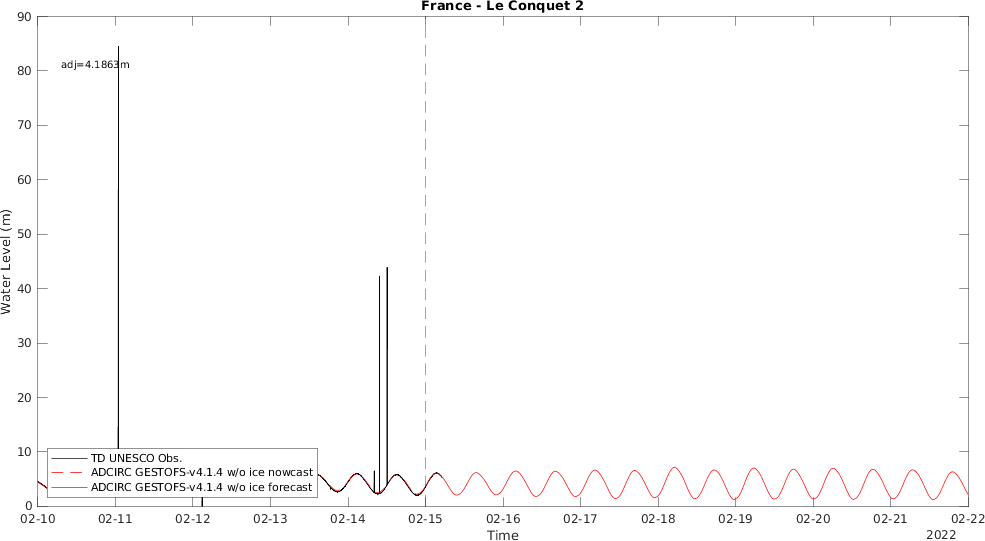 France - Le Conquet 2
90
80
70
60
50
40
30
20
10
0
Water Level (m)
adj=4.1863m
TD UNESCO Obs.
ADCIRC GESTOFS-v4.1.4 w/o ice nowcast
ADCIRC GESTOFS-v4.1.4 w/o ice forecast
02-10 02-11 02-12 02-13 02-14 02-15 02-16 02-17 02-18 02-19 02-20 02-21 02-22
Time
2022